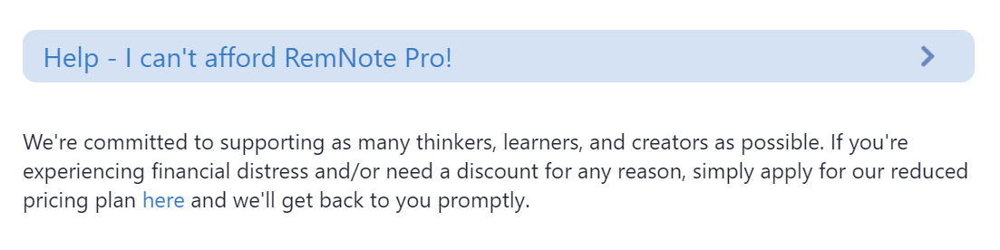 Help - I can't afford RemNote Pro!
We're committed to supporting as many thinkers, learners, and creators as possible. If you're
experiencing financial distress and/or need a discount for any reason, simply apply for our reduced
pricing plan here and we'll get back to you promptly.